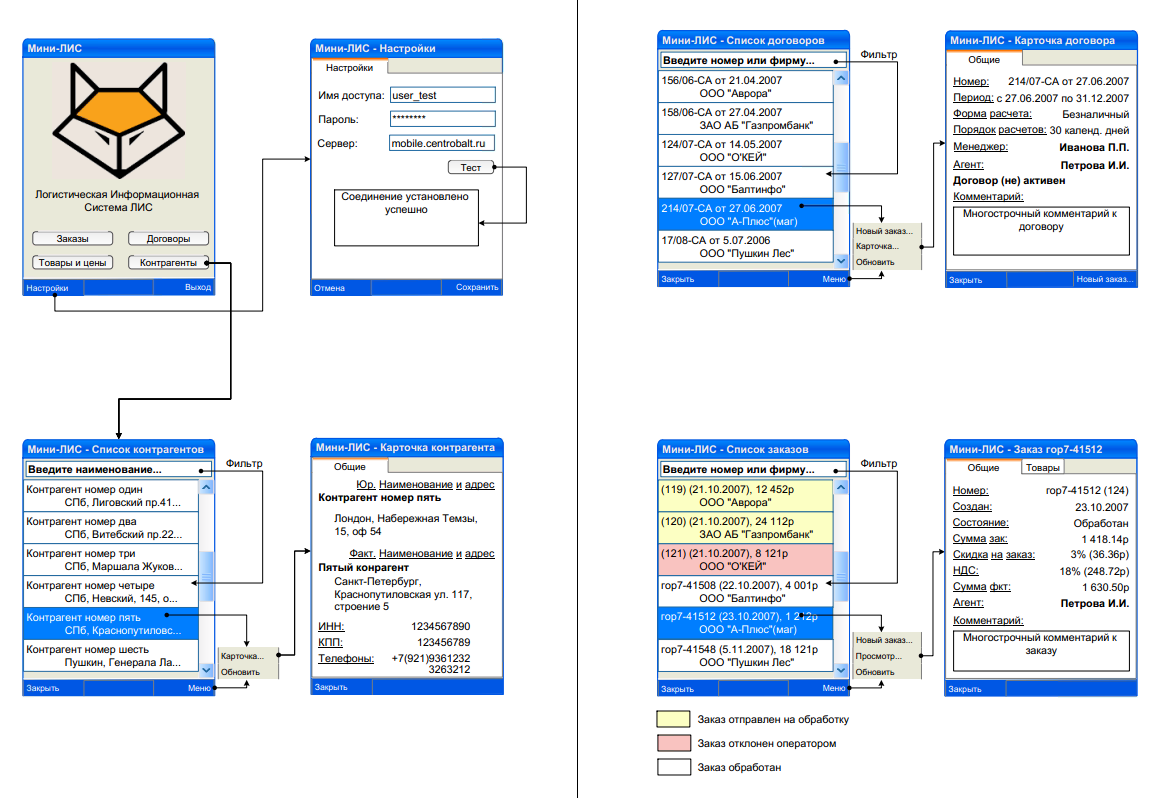 Мини-ЛИС
Логистическая Информационная
Система ЛИС
Заказы
Договоры
Товары и цены
Контрагенты
Настройки
Выход
Мини-ЛИС - Настройки
Настройки
Имя доступа:
user_test
Пароль:
********
Сервер:
mobile.centrobalt.ru
Тест
Соединение установлено
успешно
Отмена
Сохранить
Мини-ЛИС - Список контрагентов
Введите наименование...
Фильтр
Контрагент номер один
СПб, Лиговский пр.41...
Контрагент номер два
СПб, Витебский пр.22...
Контрагент номер три
СПб, Маршала Жуков...
Контрагент номер четыре
СПб, Невский, 145, о...
Контрагент номер пять
СПб, Краснопутиловс...
Контрагент номер шесть
Пушкин, Генерала Ла...
Карточка...
Обновить
Закрыть
Меню
Мини-ЛИС - Карточка контрагента
Общие
Юр. Наименование и адрес
Контрагент номер пять
Лондон, Набережная Темзы,
15, оф 54
Факт. Наименование и адрес
Пятый конрагент
Санкт-Петербург,
Краснопутиловская ул. 117,
строение 5
ИНН: 1234567890
КПП: 123456789
Телефоны: +7(921)9361232
3263212
Закрыть
Мини-ЛИС - Список договоров
Введите номер или фирму...
Фильтр
156/06-СА от 21.04.2007
ООО "Аврора"
158/06-СА от 27.04.2007
ЗАО АБ "Газпромбанк"
124/07-СА от 14.05.2007
ООО "О'КЕЙ"
127/07-СА от 15.06.2007
ООО "Балтинфо"
214/07-СА от 27.06.2007
ООО "А-Плюс"(маг)
17/08-СА от 5.07.2006
ООО "Пушкин Лес"
Новый заказ...
Карточка...
Обновить
Закрыть
Меню
Мини-ЛИС - Карточка договора
Общие
Номер: 214/07-СА от 27.06.2007
Период: с 27.06.2007 по 31.12.2007
Форма расчета: Безналичный
Порядок расчетов: 30 календ. дней
Менеджер: Иванова П.П.
Агент: Петрова И.И.
Договор (не) активен
Комментарий:
Многострочный комментарий к
договору
Закрыть
Новый заказ...
Мини-ЛИС - Список заказов
Введите номер или фирму...
Фильтр
(119) (21.10.2007), 12 452р
ООО "Аврора"
(120) (21.10.2007), 24 112р
ЗАО АБ "Газпромбанк"
(121) (21.10.2007), 8 121р
ООО "О'КЕЙ"
гор7-41508 (22.10.2007), 4 001р
ООО "Балтинфо"
гор7-41512 (23.10.2007), 1 212р
ООО "А-Плюс"(маг)
гор7-41548 (5.11.2007), 18 121р
ООО "Пушкин Лес"
Новый заказ...
Просмотр...
Обновить
Закрыть
Меню
Мини-ЛИС - Заказ гор7-41512
Общие
Товары
Номер: гор7-41512 (124)
Создан: 23.10.2007
Состояние: Обработан
Сумма зак: 1 418.14р
Скидка на заказ: 3% (36.36р)
НДС: 18% (248.72р)
Сумма фкт: 1 630.50р
Агент: Петрова И.И.
Комментарий:
Многострочный комментарий к
заказу
Закрыть
Заказ отправлен на обработку
Заказ отклонен оператором
Заказ обработан